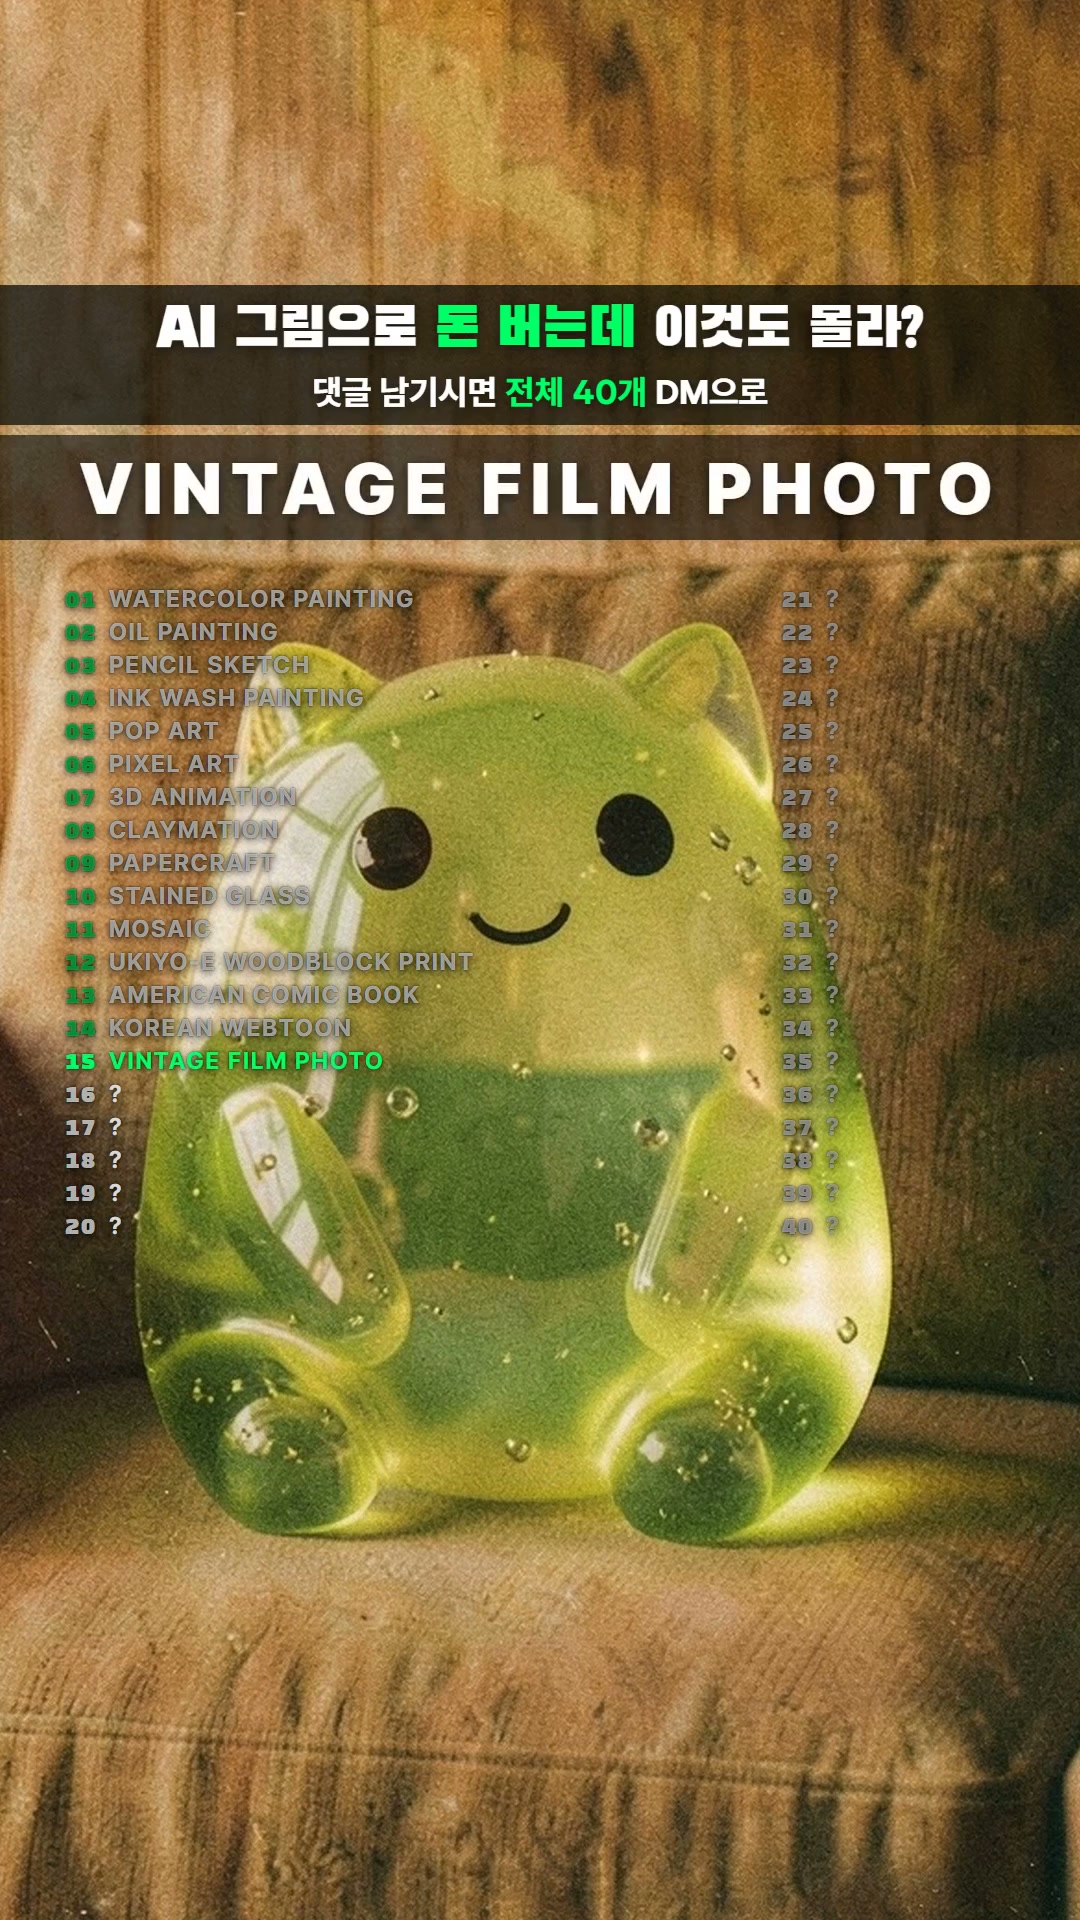 AI 그림으로 돈 버는데 이것도 몰라?
댓글 남기시면 전체 40개 DM으로
VINTAGE FILM PHOTO
01 WATERCOLOR PAINTING
02 OIL PAINTING
03 PENCIL SKETCH
04 INK WASH PAINTING
05 POP ART
06 PIXEL ART
07 3D ANIMATION
08 CLAYMATION
09 PAPERCRAFT
10 STAINED GLASS
11 MOSAIC
12 UKIYO-E WOODBLOCK PRINT
13 AMERICAN COMIC BOOK
14 KOREAN WEBTOON
15 VINTAGE FILM PHOTO
16 ?
17 ?
18 ?
19 ?
20 ?
21 ?
22 ?
23 ?
24 ?
25 ?
26 ?
27 ?
28 ?
29 ?
30 ?
31 ?
32 ?
33 ?
34 ?
35 ?
36 ?
37 ?
38 ?
39 ?
40 ?